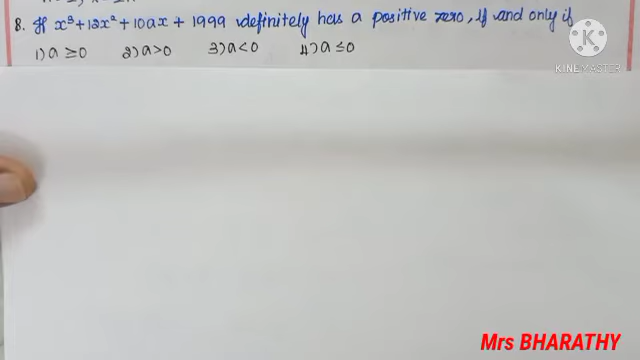 8. If x³+12x²+10ax + 1999 definitely has a positive zero, if and only if
1) a ≥ 0 2) a > 0 3) a < 0 4) a ≤ 0
K
KINEMASTER
Mrs BHARATHY